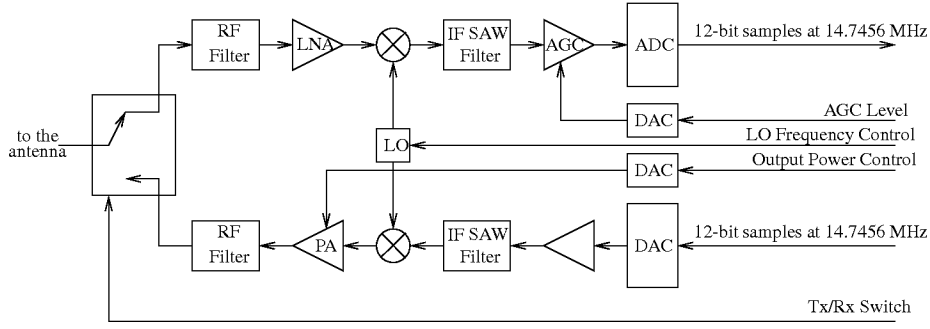 RF
Filter
LNA
IF SAW
Filter
AGC
ADC
12-bit samples at 14.7456 MHz
DAC
AGC Level
to the
antenna
LO
LO Frequency Control
DAC
Output Power Control
RF
Filter
PA
IF SAW
Filter
DAC
12-bit samples at 14.7456 MHz
Tx/Rx Switch